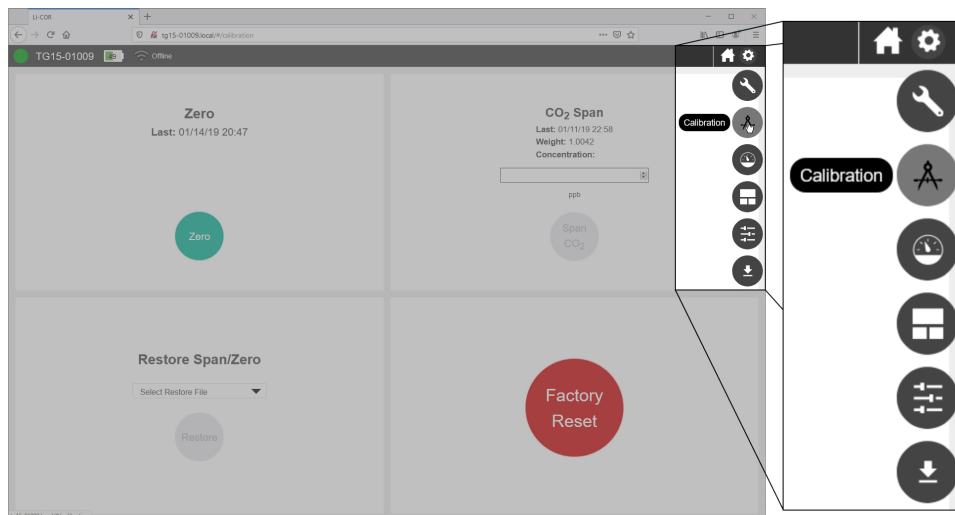 LI-COR
tg15-01009.local/#/calibration
TG15-01009
Offline
Zero
Last: 01/14/19 20:47
Zero
CO₂ Span
Last: 01/11/19 22:58
Weight: 1.0042
Concentration:
ppb
Span
CO₂
Calibration
Calibration
Restore Span/Zero
Select Restore File
Restore
Factory
Reset